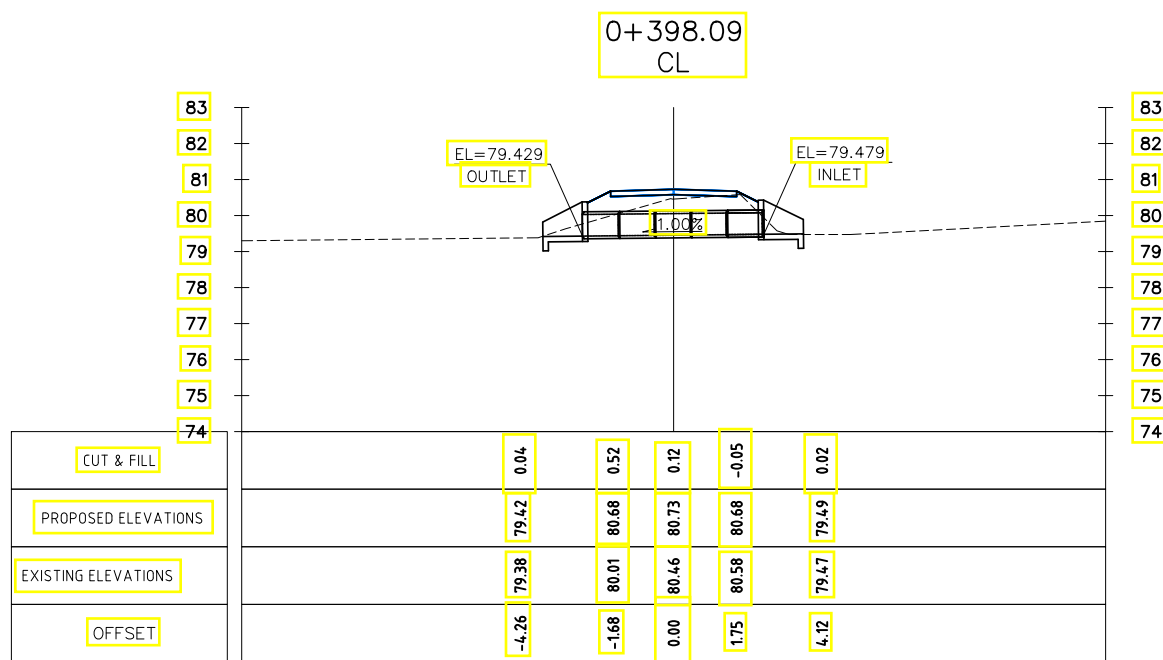 0+398.09
CL
83 83
82 82
EL=79.429 EL=79.479
OUTLET INLET
81 81
80 80
1.00%
79 79
78 78
77 77
76 76
75 75
74 74
CUT & FILL 0.04 0.52 0.12 -0.05 0.02
PROPOSED ELEVATIONS 79.42 80.68 80.73 80.68 79.49
EXISTING ELEVATIONS 79.38 80.01 80.46 80.58 79.47
OFFSET -4.26 -1.68 0.00 1.75 4.12